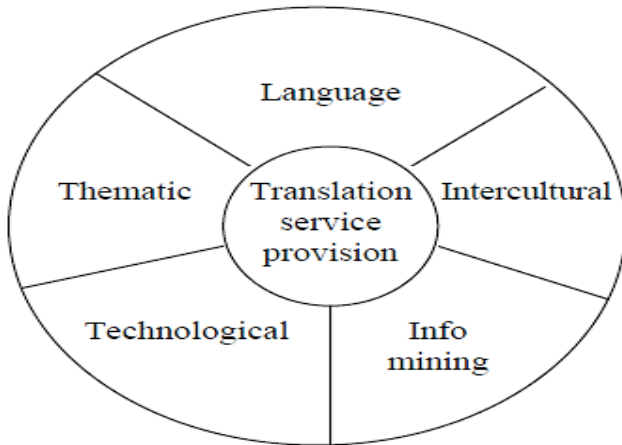 Language
Thematic
Translation
service
provision
Intercultural
Technological
Info
mining